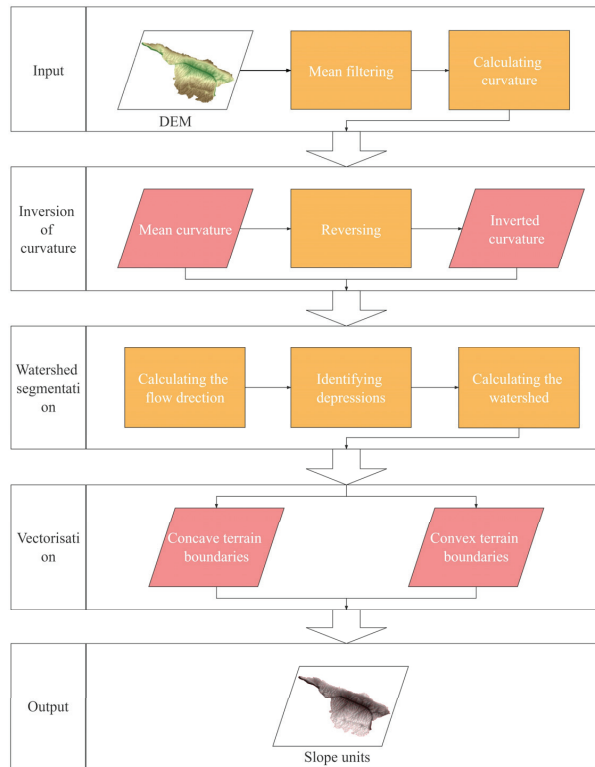 Input
DEM
Mean filtering
Calculating
curvature
Inversion
of
curvature
Mean curvature
Reversing
Inverted
curvature
Watershed
segmentati
on
Calculating the
flow drection
Identifying
depressions
Calculating the
watershed
Vectorisati
on
Concave terrain
boundaries
Convex terrain
boundaries
Output
Slope units